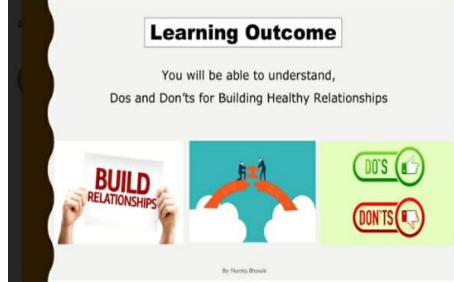 Learning Outcome
You will be able to understand,
Dos and Don'ts for Building Healthy Relationships
BUILD
RELATIONSHIPS
DO'S
DON'TS
By Namita Bhosale